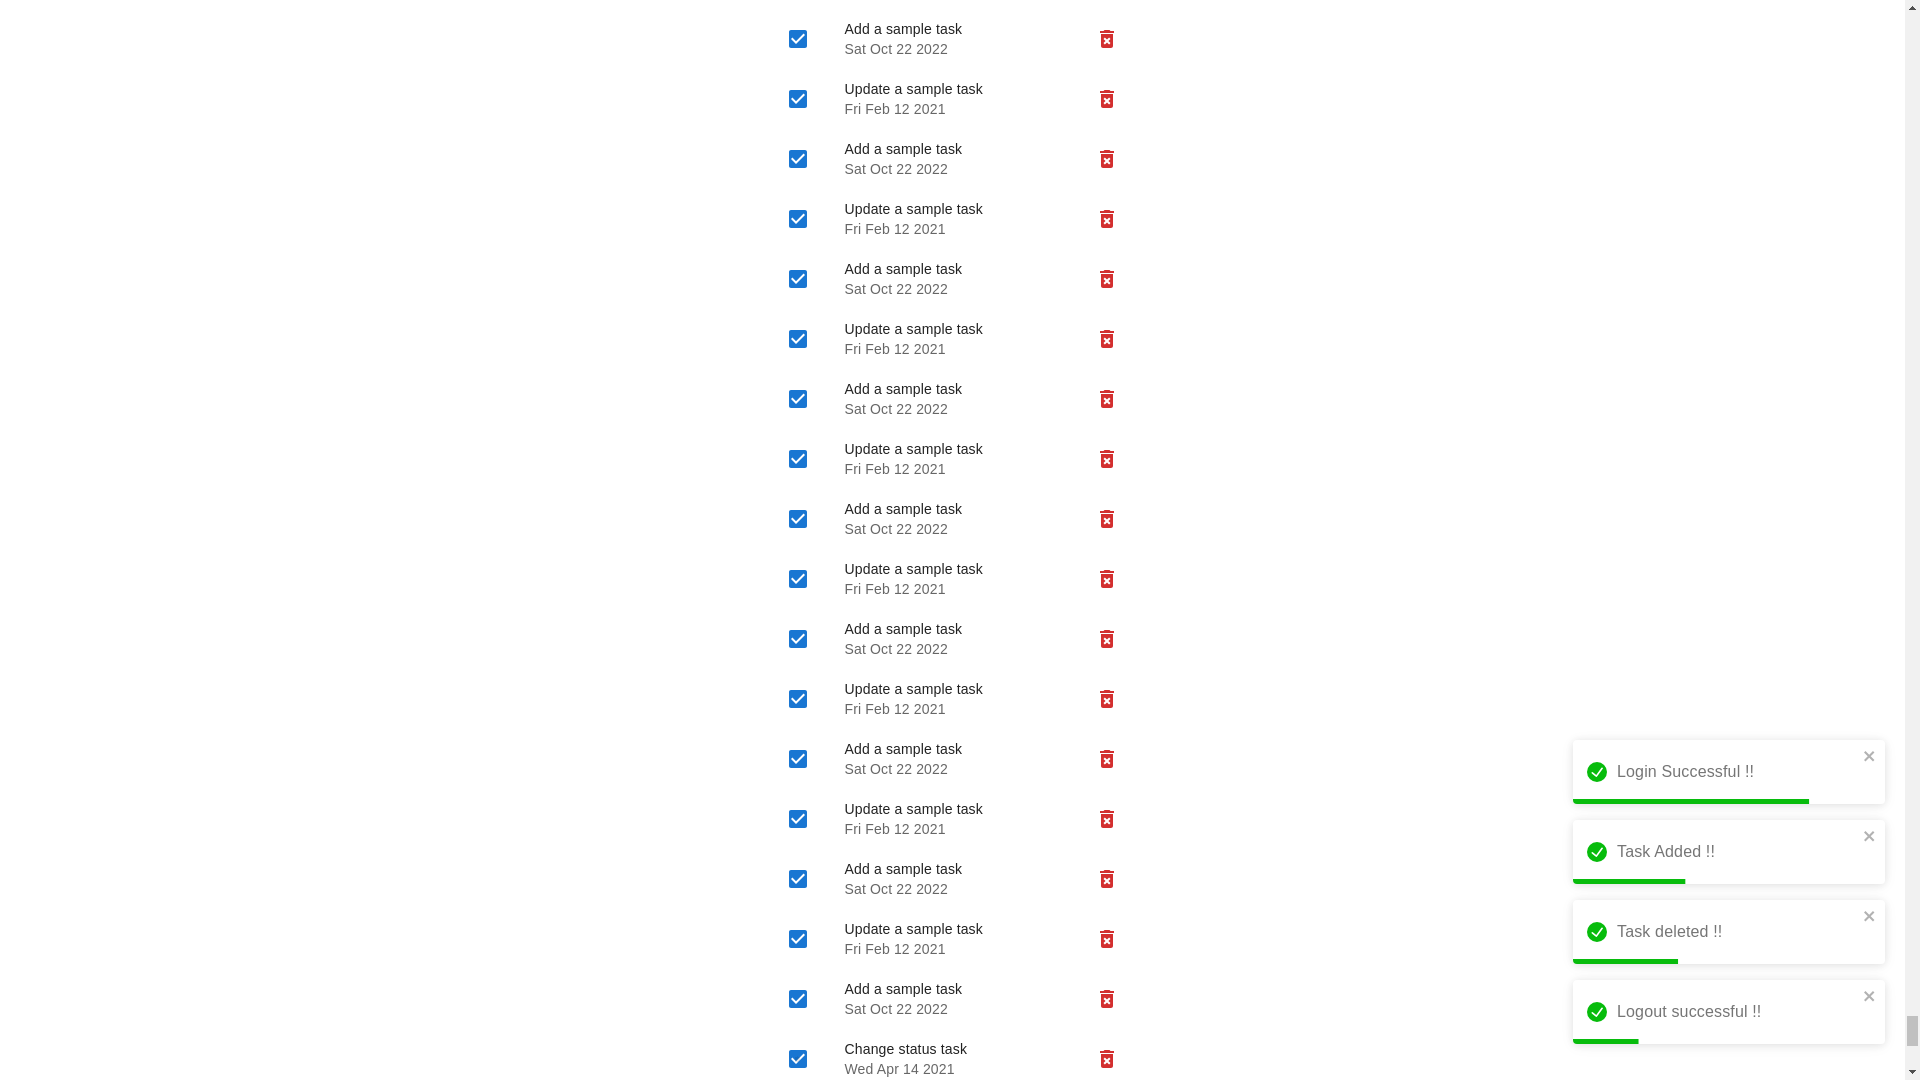 Add a sample task
Sat Oct 22 2022
Update a sample task
Fri Feb 12 2021
Add a sample task
Sat Oct 22 2022
Update a sample task
Fri Feb 12 2021
Add a sample task
Sat Oct 22 2022
Update a sample task
Fri Feb 12 2021
Add a sample task
Sat Oct 22 2022
Update a sample task
Fri Feb 12 2021
Add a sample task
Sat Oct 22 2022
Update a sample task
Fri Feb 12 2021
Add a sample task
Sat Oct 22 2022
Update a sample task
Fri Feb 12 2021
Add a sample task
Sat Oct 22 2022
Update a sample task
Fri Feb 12 2021
Add a sample task
Sat Oct 22 2022
Update a sample task
Fri Feb 12 2021
Add a sample task
Sat Oct 22 2022
Change status task
Wed Apr 14 2021
Login Successful !!
Task Added !!
Task deleted !!
Logout successful !!